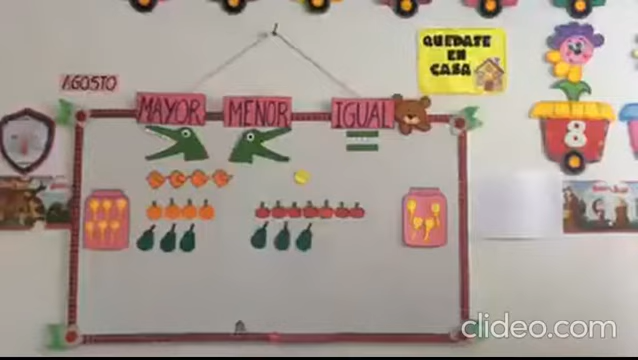 QUEDATE
EN
CASA
AGOSTO
MAYOR MENOR IGUAL
8
clideo.com